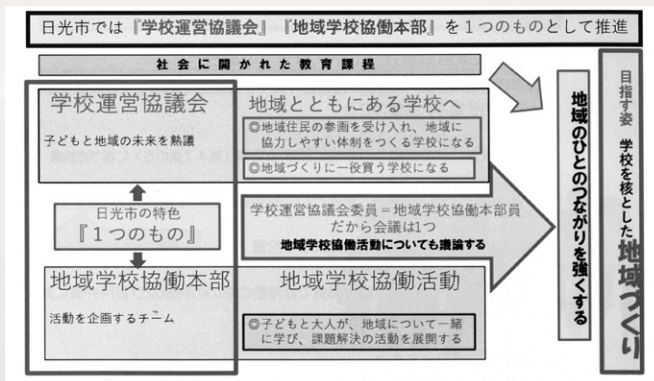 日光市では『学校運営協議会』『地域学校協働本部』を1つのものとして推進
社会に開かれた教育課程
学校運営協議会
子どもと地域の未来を熟議
日光市の特色
『1つのもの』
地域学校協働本部
活動を企画するチーム
地域とともにある学校へ
◎地域住民の参画を受け入れ、地域に
協力しやすい体制をつくる学校になる
◎地域づくりに一役買う学校になる
学校運営協議会委員＝地域学校協働本部員
だから会議は1つ
地域学校協働活動についても議論する
地域学校協働活動
◎子どもと大人が、地域について一緒
に学び、課題解決の活動を展開する
地域のひとのつながりを強くする
目指す姿 学校を核とした地域づくり